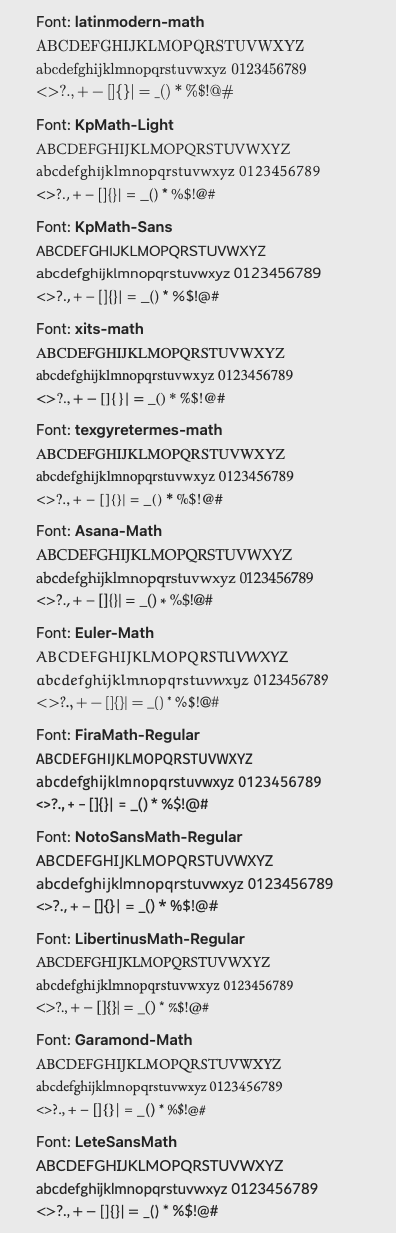 Font: latinmodern-math
ABCDEFGHIJKLMOPQRSTUVWXYZ
abcdefghijklmnopqrstuvwxyz 0123456789
<>?., + − []{}| = _() * %$!@#
Font: KpMath-Light
ABCDEFGHIJKLMOPQRSTUVWXYZ
abcdefghijklmnopqrstuvwxyz 0123456789
<>?., + − []{}| = _() * %$!@#
Font: KpMath-Sans
ABCDEFGHIJKLMOPQRSTUVWXYZ
abcdefghijklmnopqrstuvwxyz 0123456789
<>?., + − []{}| = _() * %$!@#
Font: xits-math
ABCDEFGHIJKLMOPQRSTUVWXYZ
abcdefghijklmnopqrstuvwxyz 0123456789
<>?., + − []{}| = _() * %$!@#
Font: texgyretermes-math
ABCDEFGHIJKLMOPQRSTUVWXYZ
abcdefghijklmnopqrstuvwxyz 0123456789
<>?., + − []{}| = _() * %$!@#
Font: Asana-Math
ABCDEFGHIJKLMOPQRSTUVWXYZ
abcdefghijklmnopqrstuvwxyz 0123456789
<>?., + − []{}| = _() * %$!@#
Font: Euler-Math
ABCDEFGHIJKLMOPQRSTUVWXYZ
abcdefghijklmnopqrstuvwxyz 0123456789
<>?., + − []{}| = _() * %$!@#
Font: FiraMath-Regular
ABCDEFGHIJKLMOPQRSTUVWXYZ
abcdefghijklmnopqrstuvwxyz 0123456789
<>?., + − []{}| = _() * %$!@#
Font: NotoSansMath-Regular
ABCDEFGHIJKLMOPQRSTUVWXYZ
abcdefghijklmnopqrstuvwxyz 0123456789
<>?., + − []{}| = _() * %$!@#
Font: LibertinusMath-Regular
ABCDEFGHIJKLMOPQRSTUVWXYZ
abcdefghijklmnopqrstuvwxyz 0123456789
<>?., + − []{}| = _() * %$!@#
Font: Garamond-Math
ABCDEFGHIJKLMOPQRSTUVWXYZ
abcdefghijklmnopqrstuvwxyz 0123456789
<>?., + − []{}| = _() * %$!@#
Font: LeteSansMath
ABCDEFGHIJKLMOPQRSTUVWXYZ
abcdefghijklmnopqrstuvwxyz 0123456789
<>?., + − []{}| = _() * %$!@#